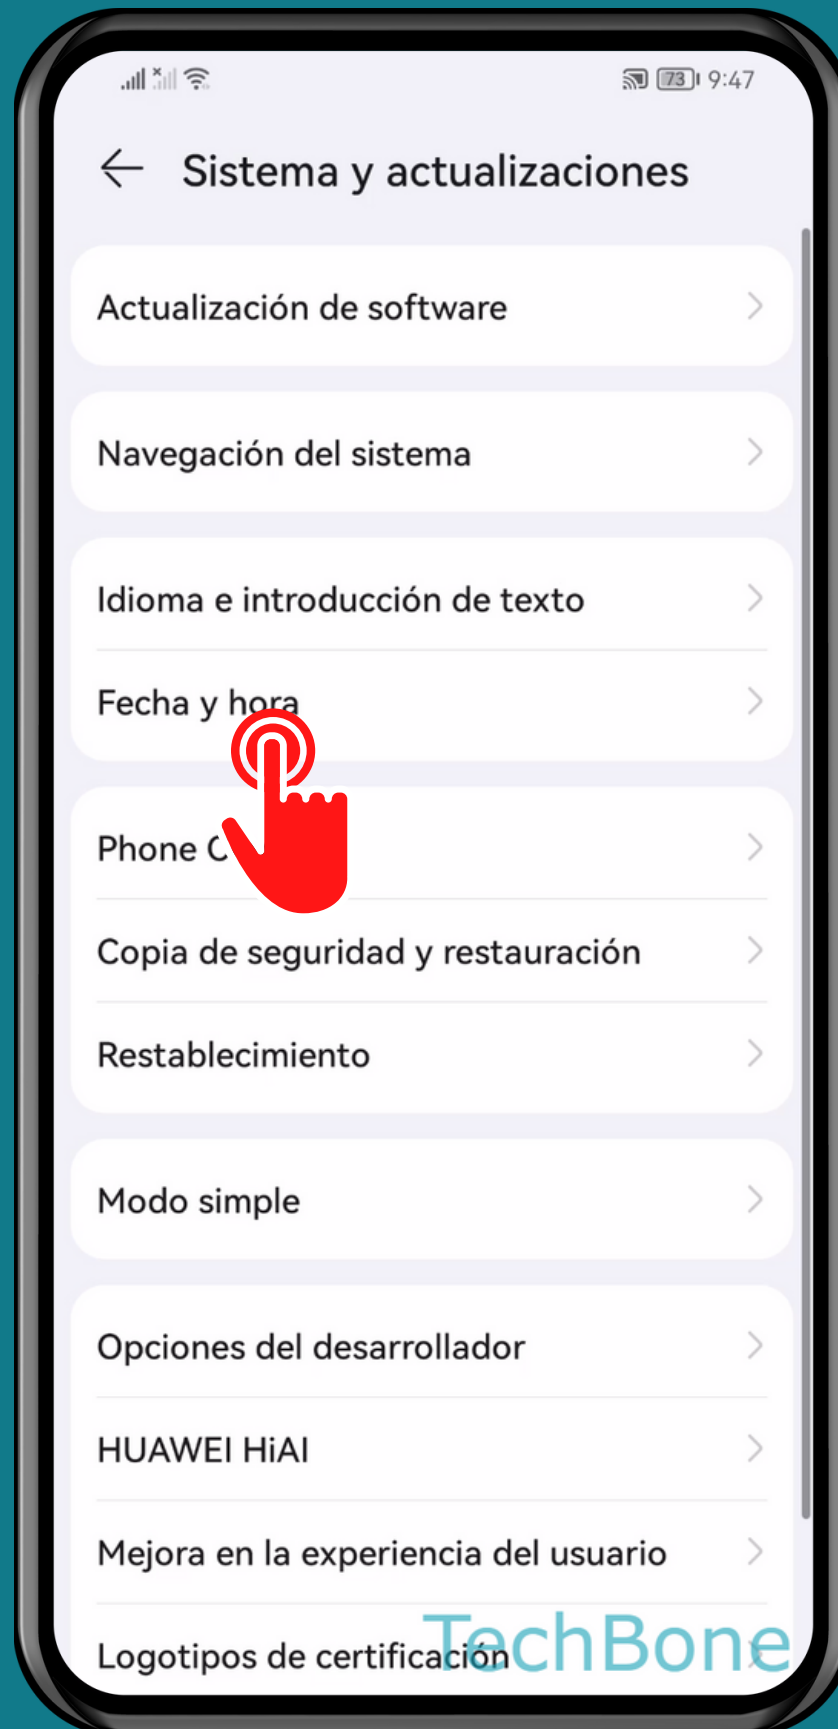 73 9:47
Sistema y actualizaciones
Actualización de software
Navegación del sistema
Idioma e introducción de texto
Fecha y hora
Phone
Copia de seguridad y restauración
Restablecimiento
Modo simple
Opciones del desarrollador
HUAWEI HiAI
Mejora en la experiencia del usuario
Logotipos de certificación
TechBone